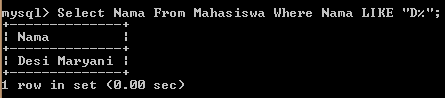 mysql> Select Nama From Mahasiswa Where Nama LIKE "D%";
+--------------+
| Nama         |
+--------------+
| Desi Maryani |
+--------------+
1 row in set (0.00 sec)